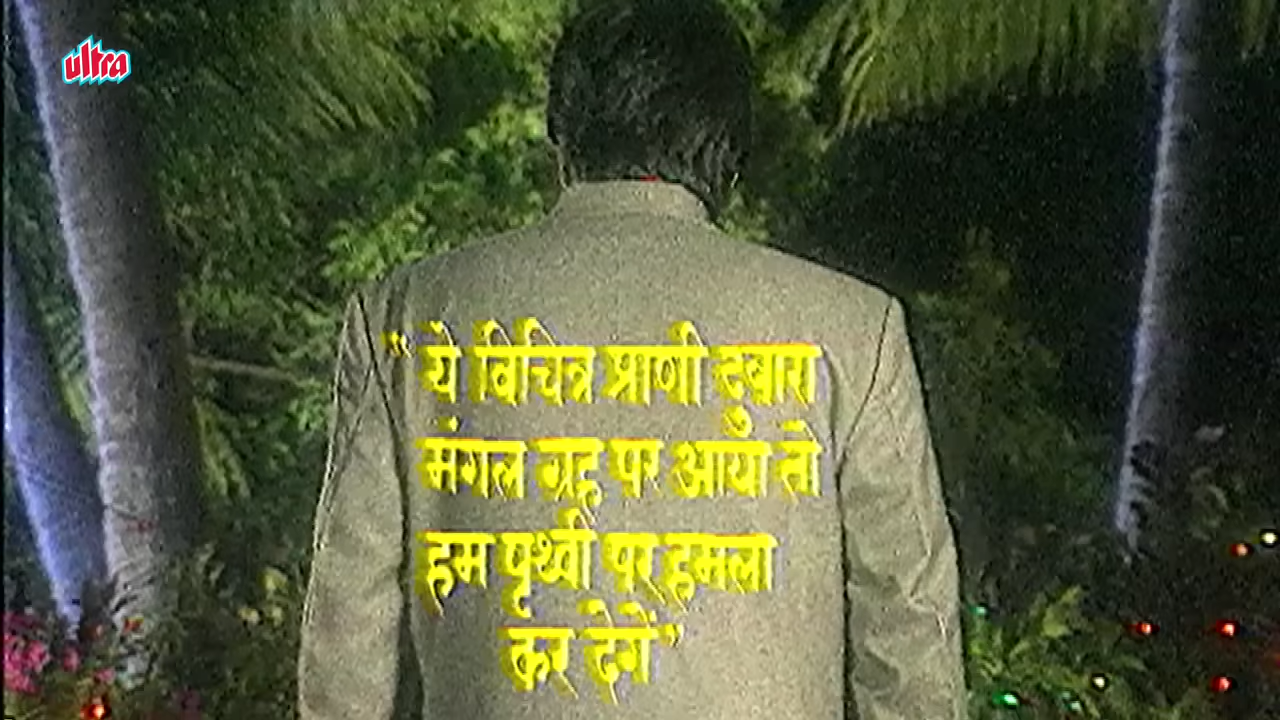 ultra
"ये विचित्र प्राणी दुबारा
मंगल ग्रह पर आया तो
हम पृथ्वी पर हमला
कर देगें"